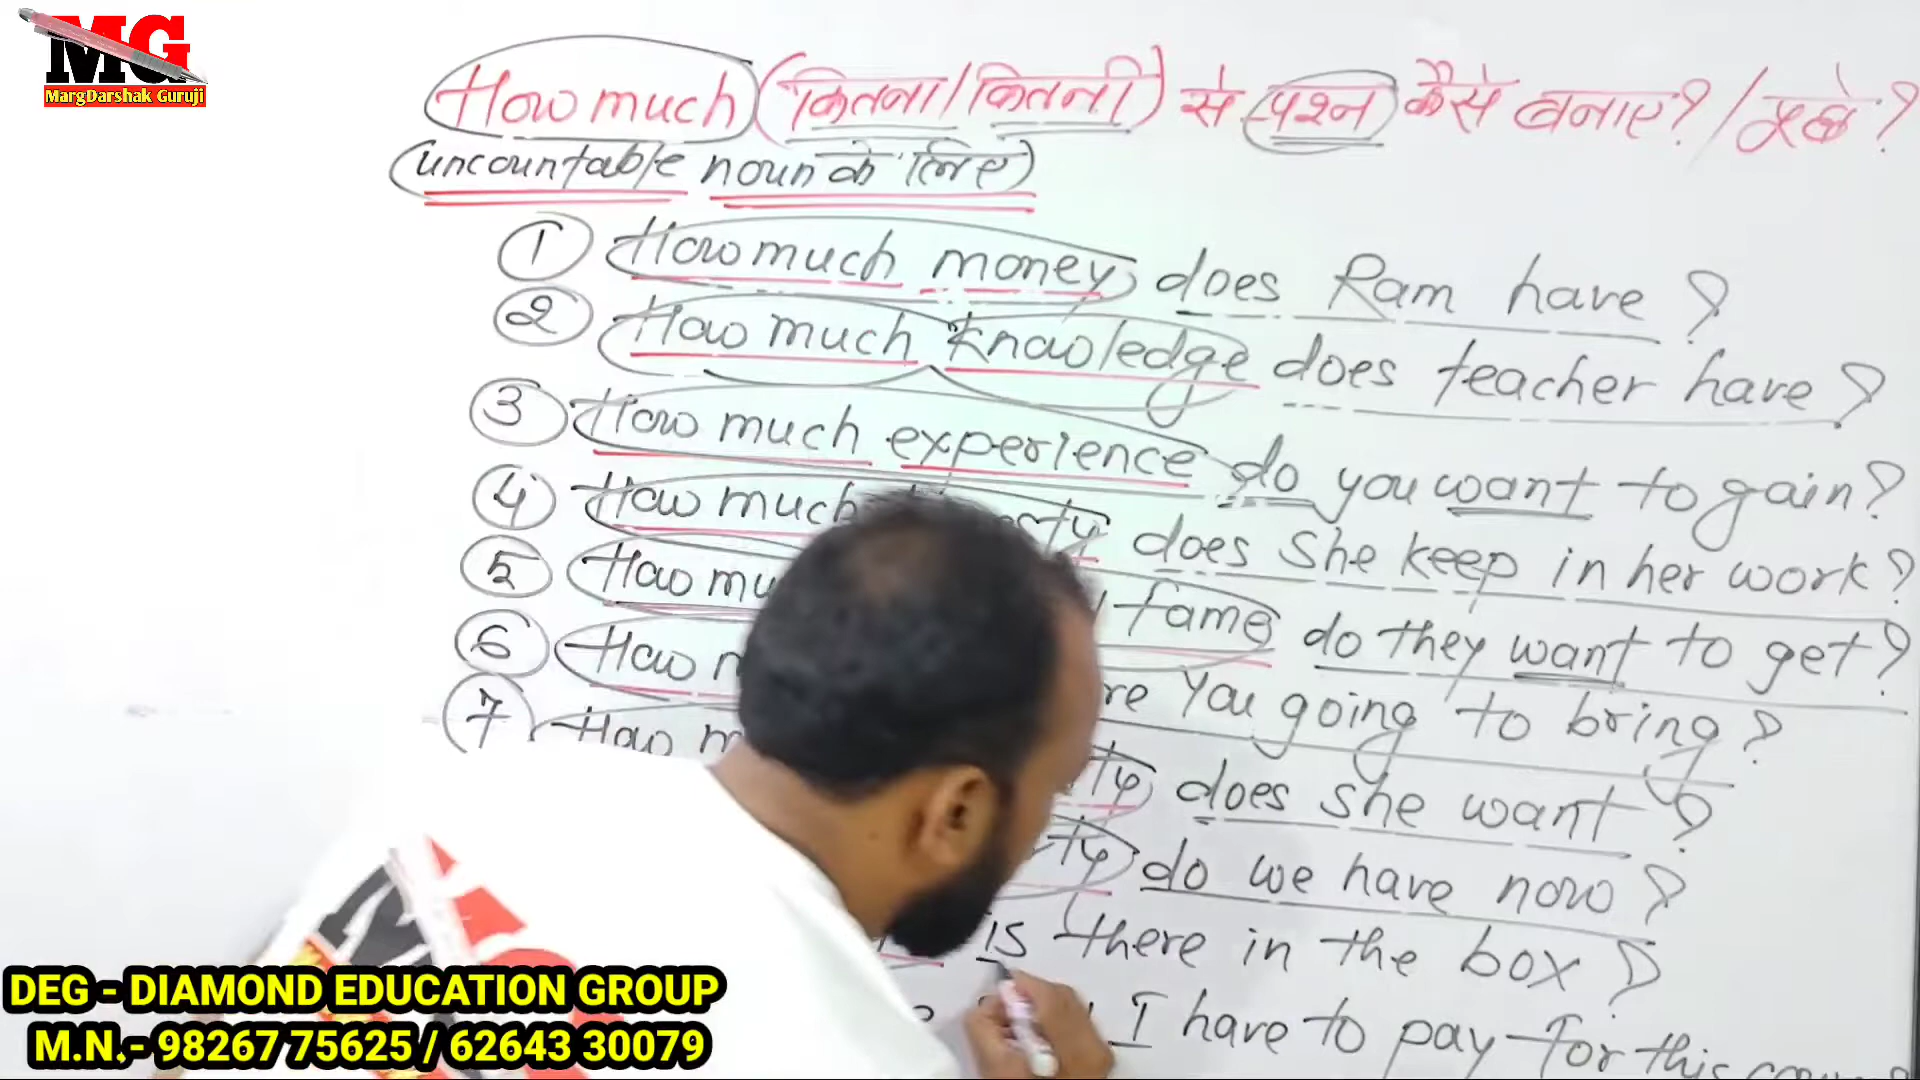 MG
MargDarshak Guruji
How much (कितना/कितनी) से प्रश्न कैसे बनाए? / पूछे?
(uncountable noun के लिए)
① How much money does Ram have?
② How much knowledge does teacher have?
③ How much experience do you want to gain?
④ How much does she keep in her work?
⑤ How fame do they want to get?
⑥ How you going to bring?
⑦ How does she want?
do we have now?
is there in the box?
I have to pay for this
DEG - DIAMOND EDUCATION GROUP
M.N.- 98267 75625 / 62643 30079